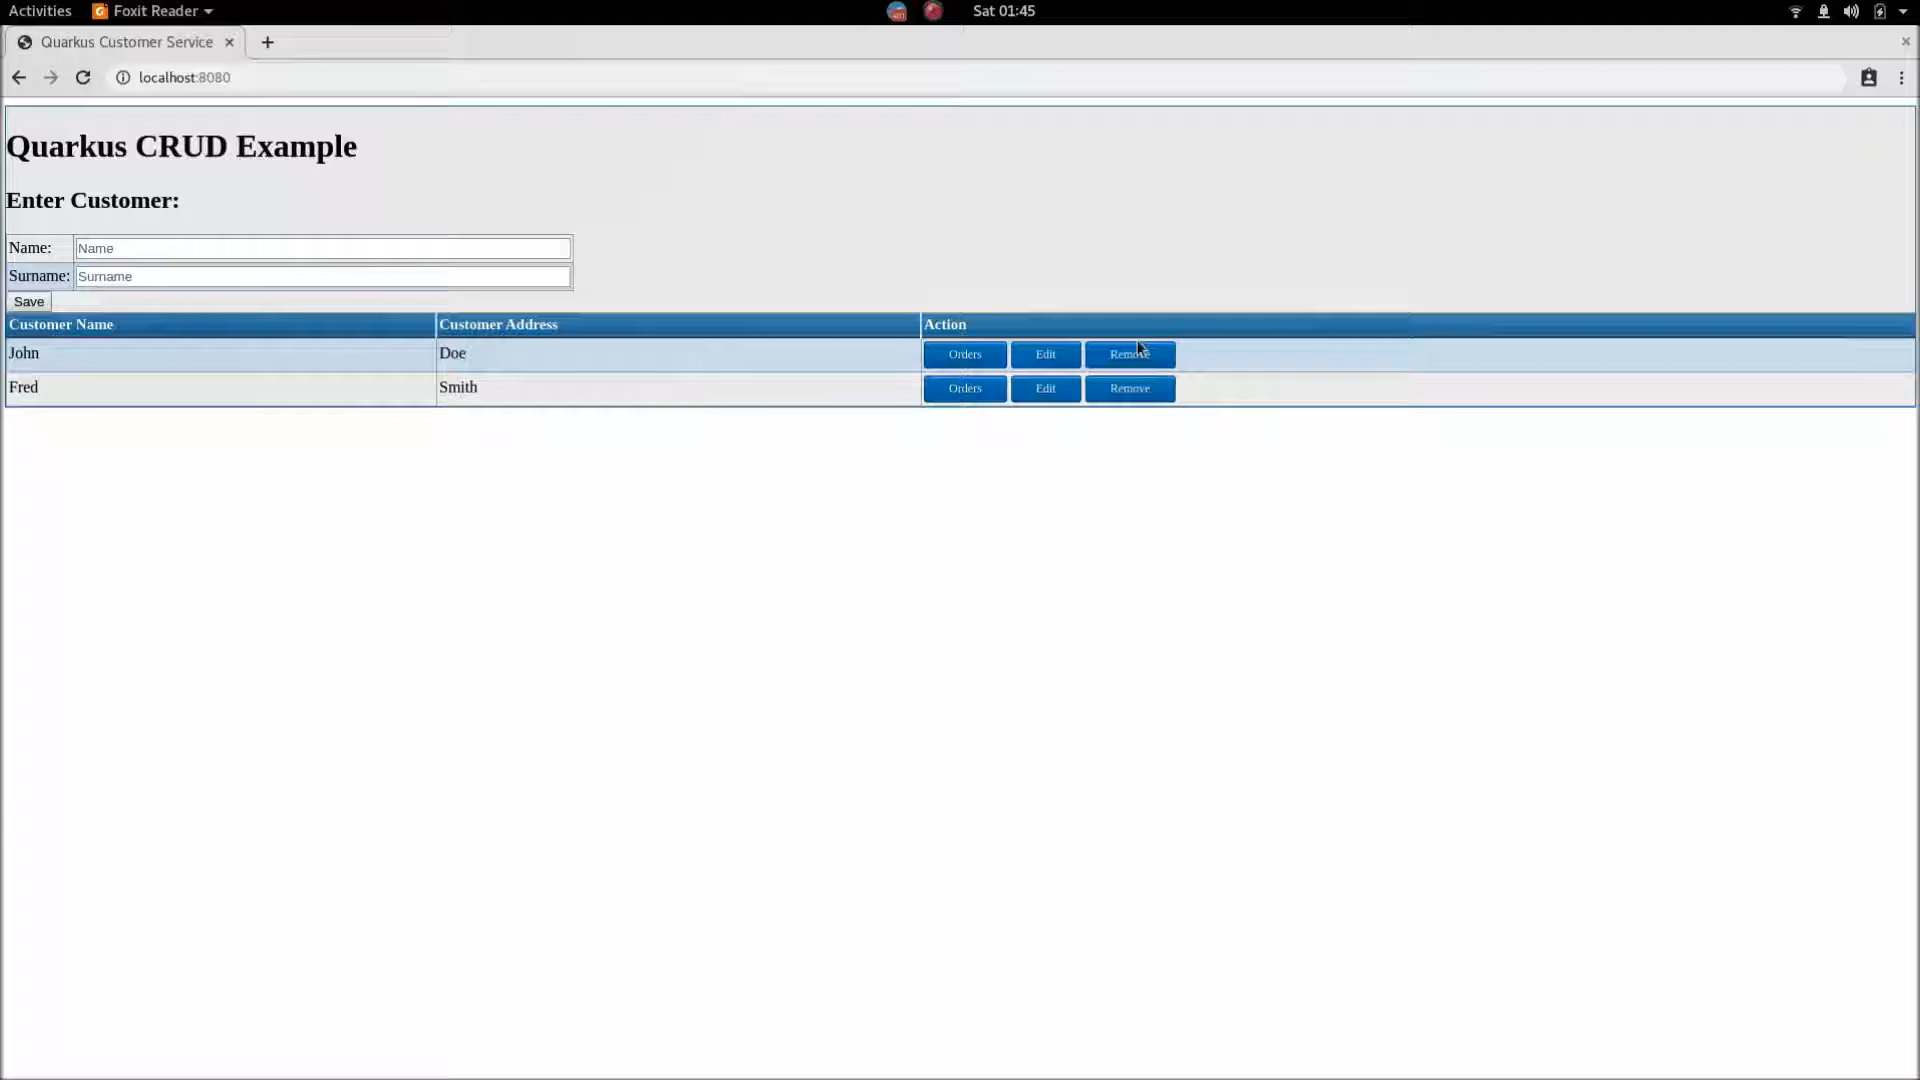 Activities Foxit Reader Sat 01:45
Quarkus Customer Service
localhost:8080
Quarkus CRUD Example
Enter Customer:
Name: Name
Surname: Surname
Save
Customer Name Customer Address Action
John Doe Orders Edit Remove
Fred Smith Orders Edit Remove